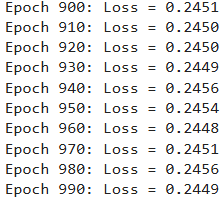 Epoch 900: Loss = 0.2451
Epoch 910: Loss = 0.2450
Epoch 920: Loss = 0.2450
Epoch 930: Loss = 0.2449
Epoch 940: Loss = 0.2456
Epoch 950: Loss = 0.2454
Epoch 960: Loss = 0.2448
Epoch 970: Loss = 0.2451
Epoch 980: Loss = 0.2456
Epoch 990: Loss = 0.2449